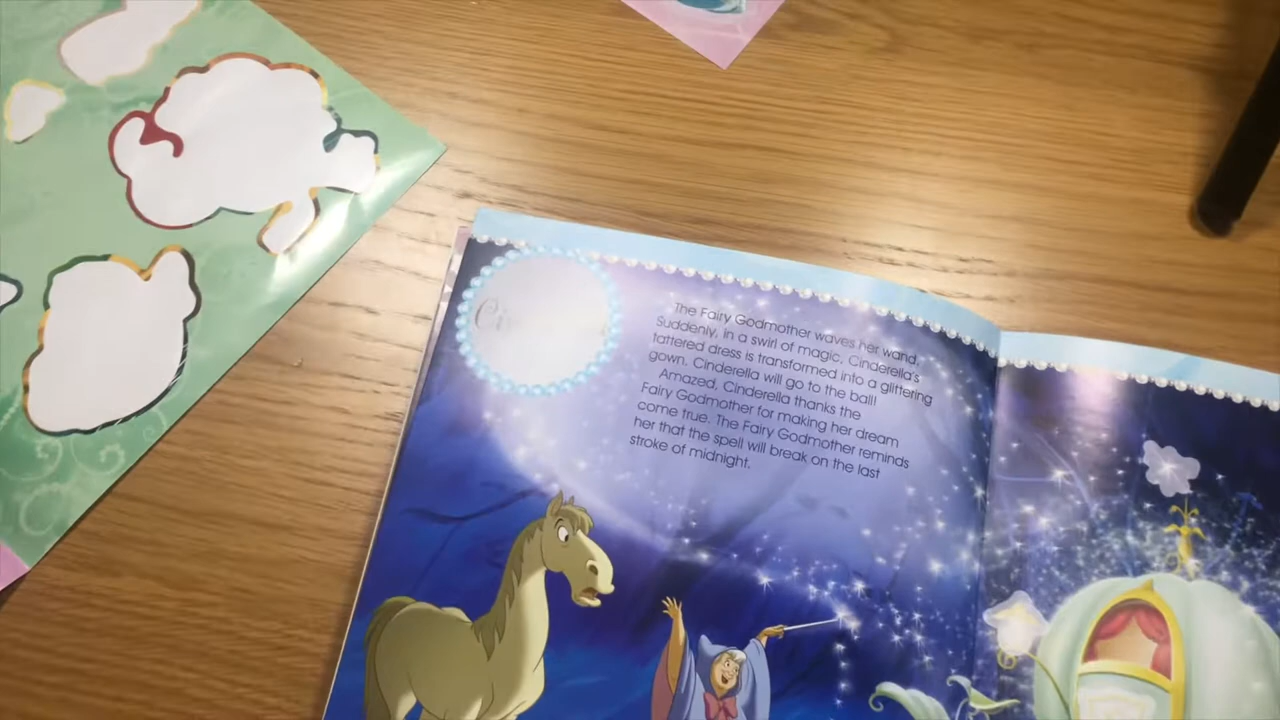 The Fairy Godmother waves her wand.
Suddenly, in a swirl of magic, Cinderella's
tattered dress is transformed into a glittering
gown. Cinderella will go to the ball!
Amazed, Cinderella thanks the
Fairy Godmother for making her dream
come true. The Fairy Godmother reminds
her that the spell will break on the last
stroke of midnight.